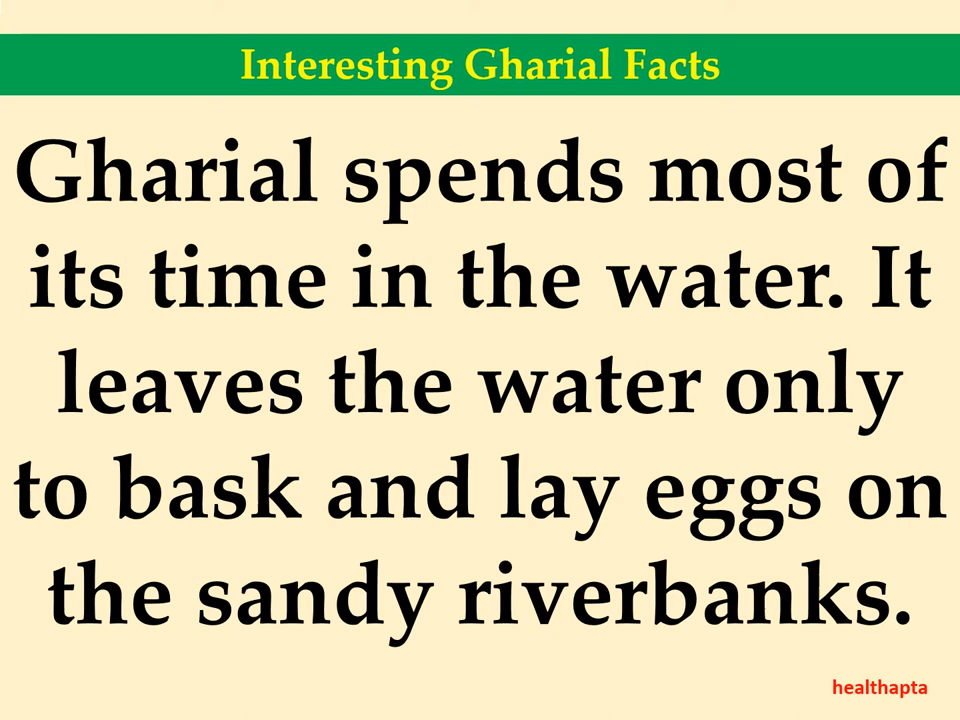 Interesting Gharial Facts
Gharial spends most of
its time in the water. It
leaves the water only
to bask and lay eggs on
the sandy riverbanks.
healthapta